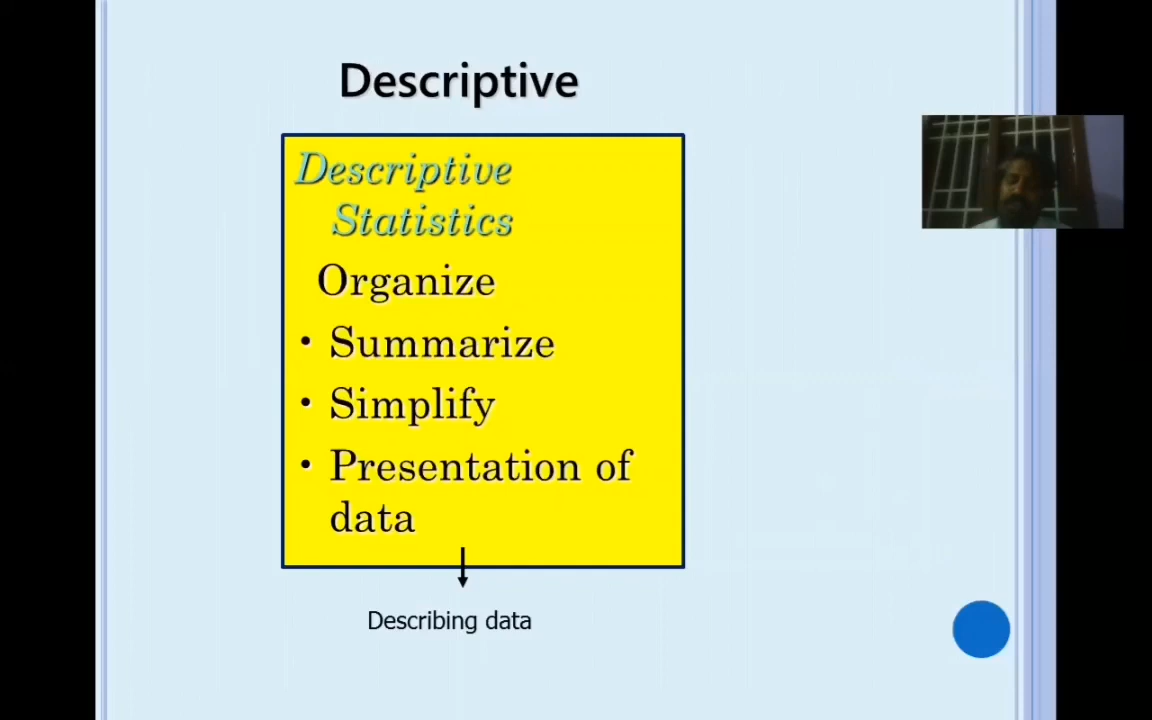 Descriptive
Descriptive
Statistics
Organize
• Summarize
• Simplify
• Presentation of
data
Describing data